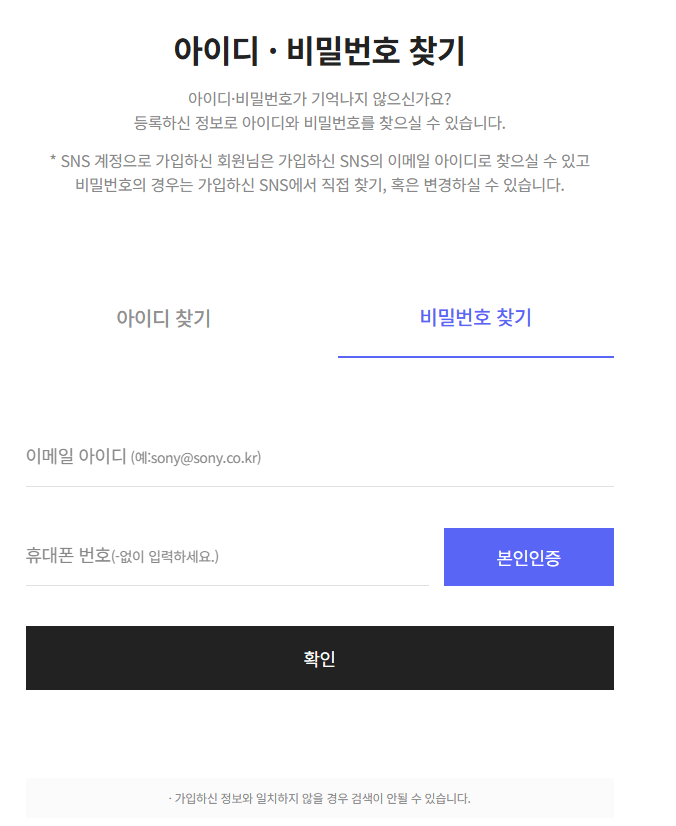 아이디 · 비밀번호 찾기
아이디·비밀번호가 기억나지 않으신가요?
등록하신 정보로 아이디와 비밀번호를 찾으실 수 있습니다.
* SNS 계정으로 가입하신 회원님은 가입하신 SNS의 이메일 아이디로 찾으실 수 있고
비밀번호의 경우는 가입하신 SNS에서 직접 찾기, 혹은 변경하실 수 있습니다.
아이디 찾기
비밀번호 찾기
이메일 아이디 (예:sony@sony.co.kr)
휴대폰 번호(-없이 입력하세요.)
본인인증
확인
· 가입하신 정보와 일치하지 않을 경우 검색이 안될 수 있습니다.